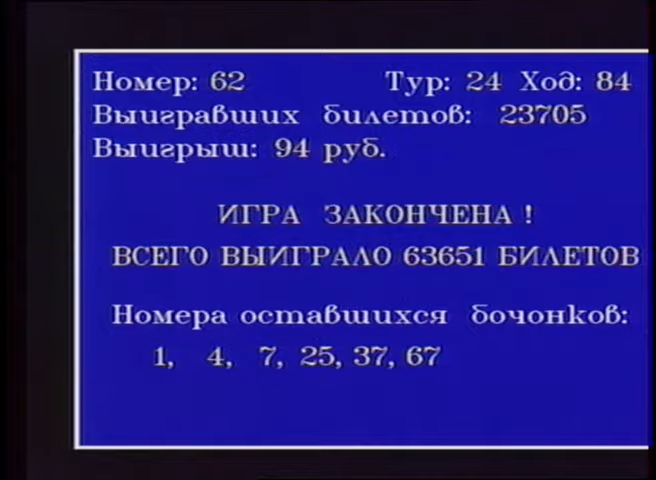 Номер: 62 Тур: 24 Ход: 84
Выигравших билетов: 23705
Выигрыш: 94 руб.
ИГРА ЗАКОНЧЕНА !
ВСЕГО ВЫИГРАЛО 63651 БИЛЕТОВ
Номера оставшихся бочонков:
1, 4, 7, 25, 37, 67